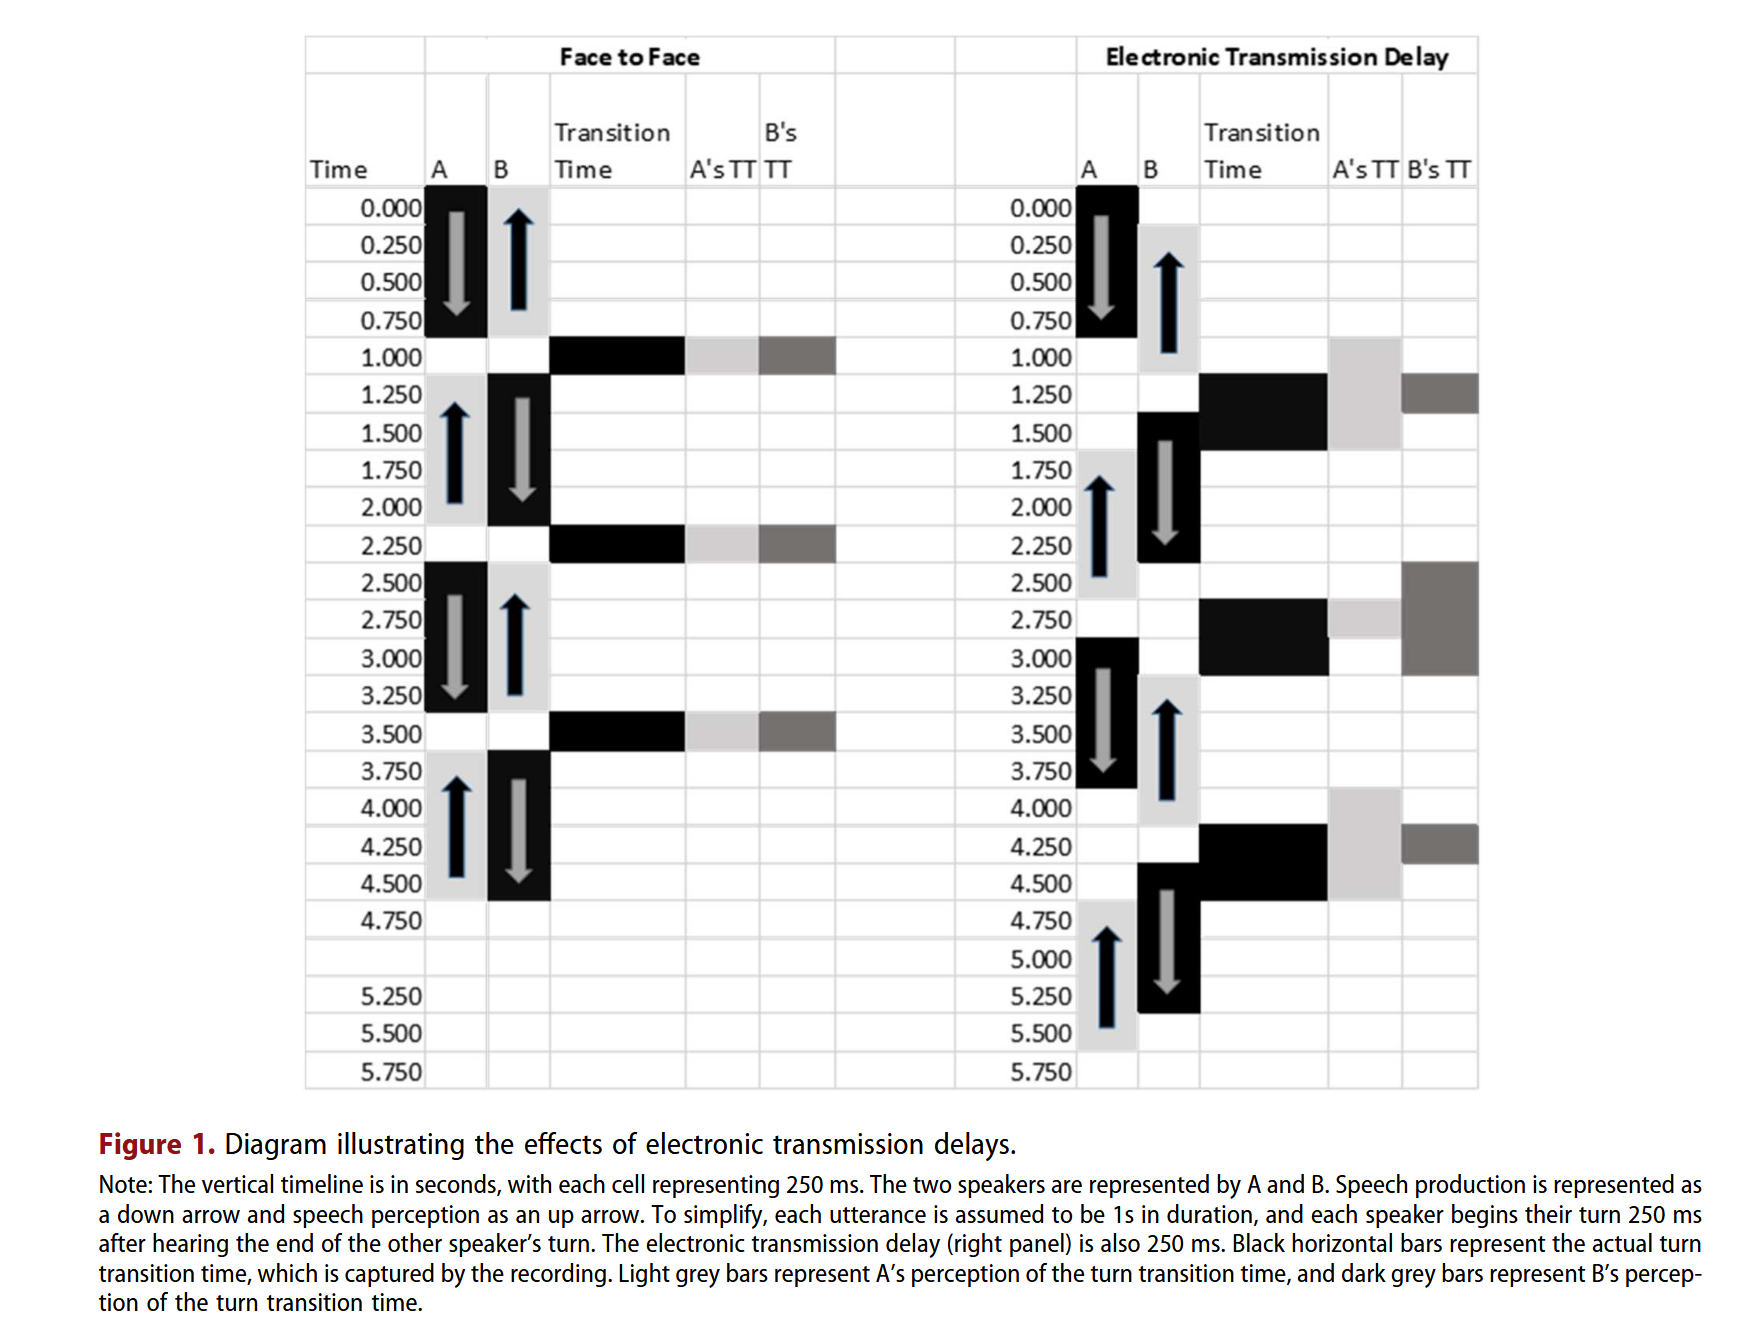 Face to Face Electronic Transmission Delay
Transition B's Transition
Time A B Time A's TT TT A B Time A's TT B's TT
0.000 0.000
0.250 0.250
0.500 0.500
0.750 0.750
1.000 1.000
1.250 1.250
1.500 1.500
1.750 1.750
2.000 2.000
2.250 2.250
2.500 2.500
2.750 2.750
3.000 3.000
3.250 3.250
3.500 3.500
3.750 3.750
4.000 4.000
4.250 4.250
4.500 4.500
4.750 4.750
5.000
5.250 5.250
5.500 5.500
5.750 5.750
Figure 1. Diagram illustrating the effects of electronic transmission delays.
Note: The vertical timeline is in seconds, with each cell representing 250 ms. The two speakers are represented by A and B. Speech production is represented as
a down arrow and speech perception as an up arrow. To simplify, each utterance is assumed to be 1s in duration, and each speaker begins their turn 250 ms
after hearing the end of the other speaker's turn. The electronic transmission delay (right panel) is also 250 ms. Black horizontal bars represent the actual turn
transition time, which is captured by the recording. Light grey bars represent A's perception of the turn transition time, and dark grey bars represent B's percep-
tion of the turn transition time.